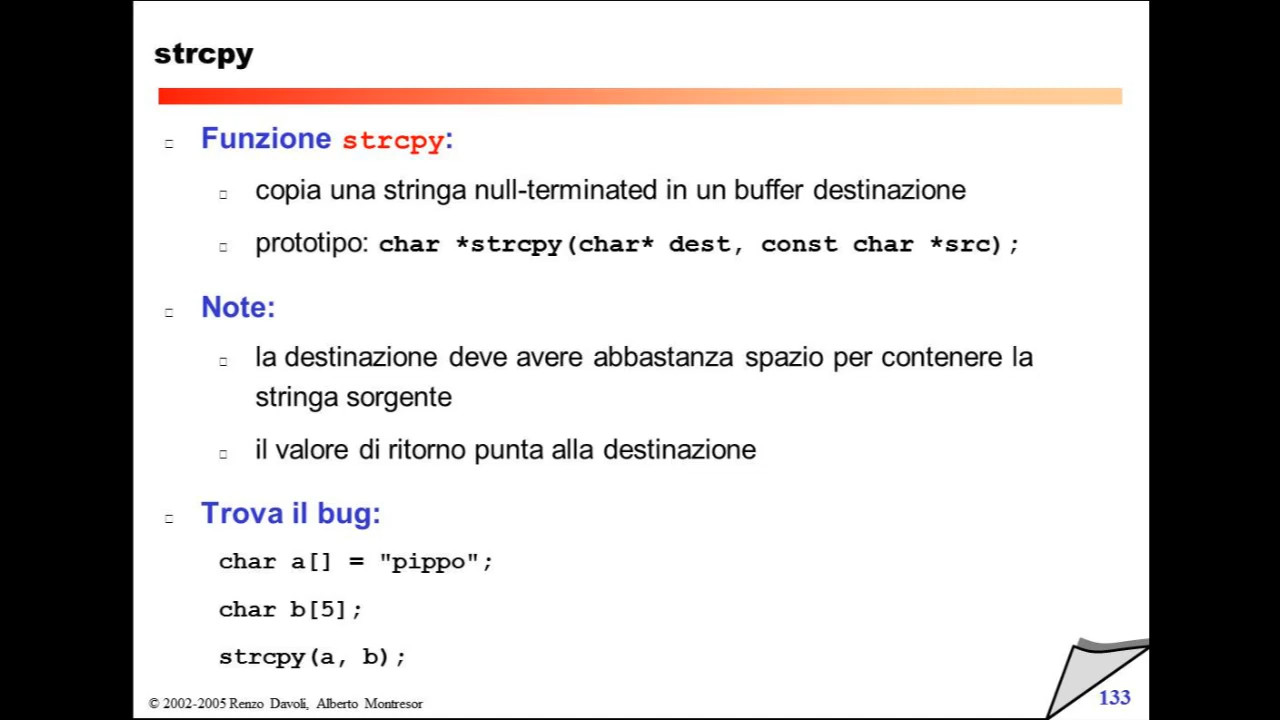 strcpy
Funzione strcpy:
copia una stringa null-terminated in un buffer destinazione
prototipo: char *strcpy(char* dest, const char *src);
Note:
la destinazione deve avere abbastanza spazio per contenere la
stringa sorgente
il valore di ritorno punta alla destinazione
Trova il bug:
char a[] = "pippo";
char b[5];
strcpy(a, b);
© 2002-2005 Renzo Davoli, Alberto Montresor
133